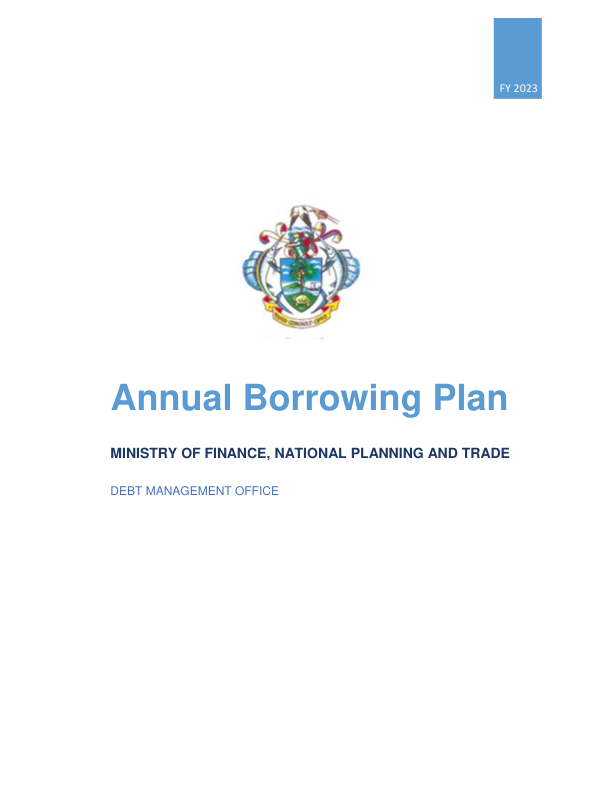 FY 2023
Annual Borrowing Plan
MINISTRY OF FINANCE, NATIONAL PLANNING AND TRADE
DEBT MANAGEMENT OFFICE